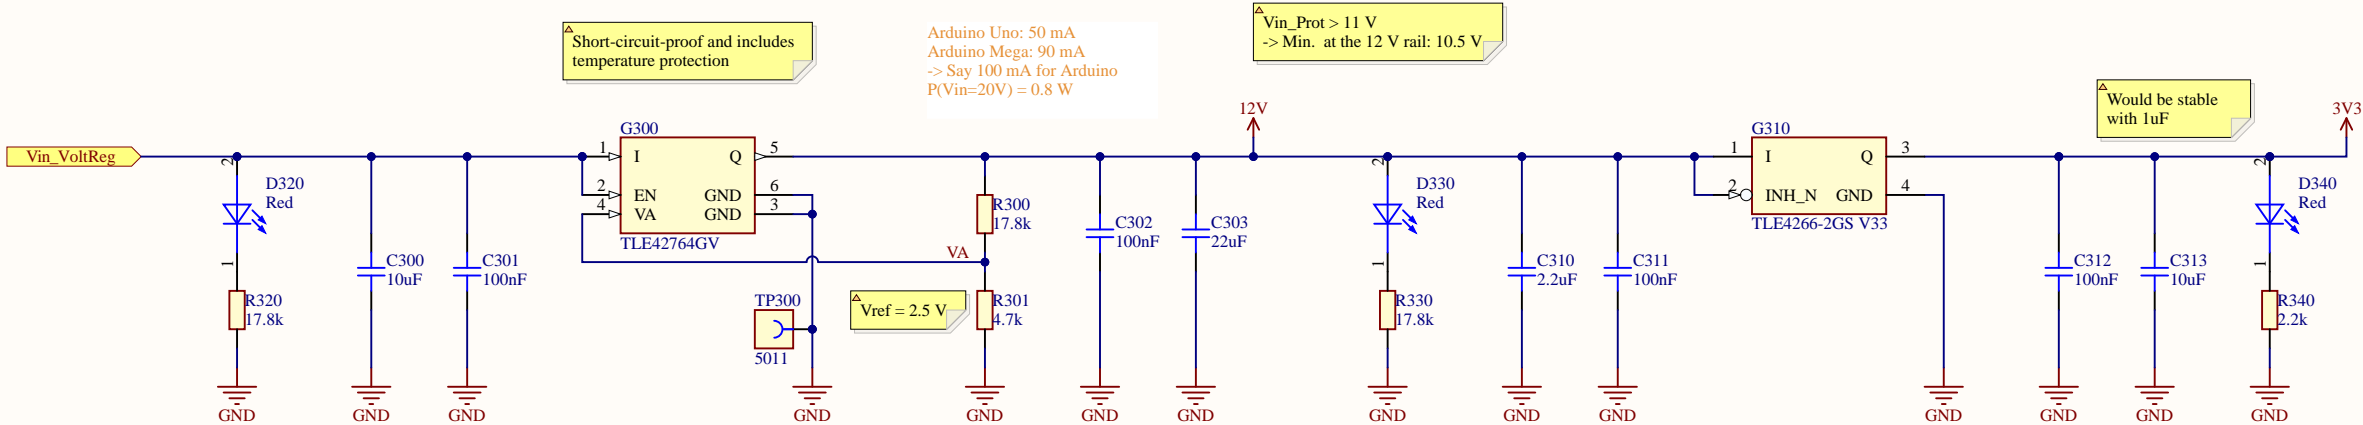 Short-circuit-proof and includes
temperature protection
Arduino Uno: 50 mA
Arduino Mega: 90 mA
-> Say 100 mA for Arduino
P(Vin=20V) = 0.8 W
Vin_Prot > 11 V
-> Min.  at the 12 V rail: 10.5 V
Would be stable
with 1uF
12V
3V3
Vin_VoltReg
G300
1
I
Q
5
2
EN
GND
6
4
VA
GND
3
TLE42764GV
G310
1
I
Q
3
2
INH_N
GND
4
TLE4266-2GS V33
2
D320
Red
1
R320
17.8k
C300
10uF
C301
100nF
R300
17.8k
VA
R301
4.7k
Vref = 2.5 V
TP300
5011
C302
100nF
C303
22uF
2
D330
Red
1
R330
17.8k
C310
2.2uF
C311
100nF
C312
100nF
C313
10uF
2
D340
Red
1
R340
2.2k
GND
GND
GND
GND
GND
GND
GND
GND
GND
GND
GND
GND
GND
GND